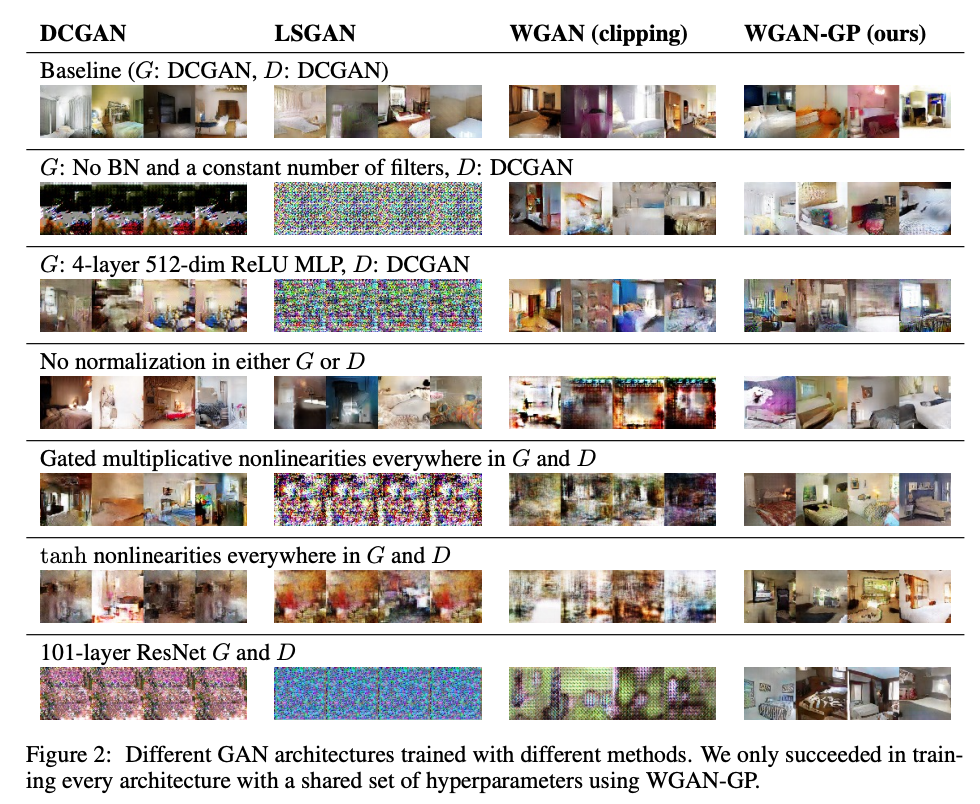 DCGAN LSGAN WGAN (clipping) WGAN-GP (ours)
Baseline (G: DCGAN, D: DCGAN)
G: No BN and a constant number of filters, D: DCGAN
G: 4-layer 512-dim ReLU MLP, D: DCGAN
No normalization in either G or D
Gated multiplicative nonlinearities everywhere in G and D
tanh nonlinearities everywhere in G and D
101-layer ResNet G and D
Figure 2: Different GAN architectures trained with different methods. We only succeeded in train-
ing every architecture with a shared set of hyperparameters using WGAN-GP.